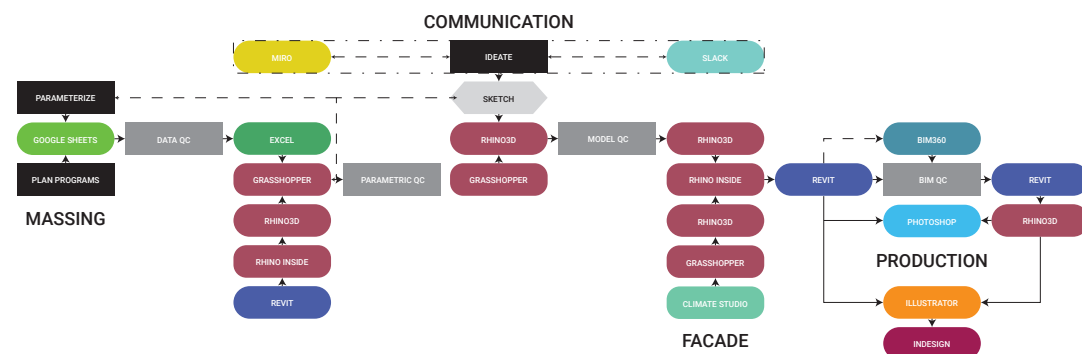 COMMUNICATION
MIRO
IDEATE
SLACK
PARAMETERIZE
SKETCH
GOOGLE SHEETS
DATA QC
EXCEL
RHINO3D
MODEL QC
RHINO3D
BIM360
PLAN PROGRAMS
GRASSHOPPER
PARAMETRIC QC
GRASSHOPPER
RHINO INSIDE
REVIT
BIM QC
REVIT
MASSING
RHINO3D
RHINO3D
PHOTOSHOP
RHINO3D
RHINO INSIDE
GRASSHOPPER
PRODUCTION
REVIT
CLIMATE STUDIO
ILLUSTRATOR
FACADE
INDESIGN